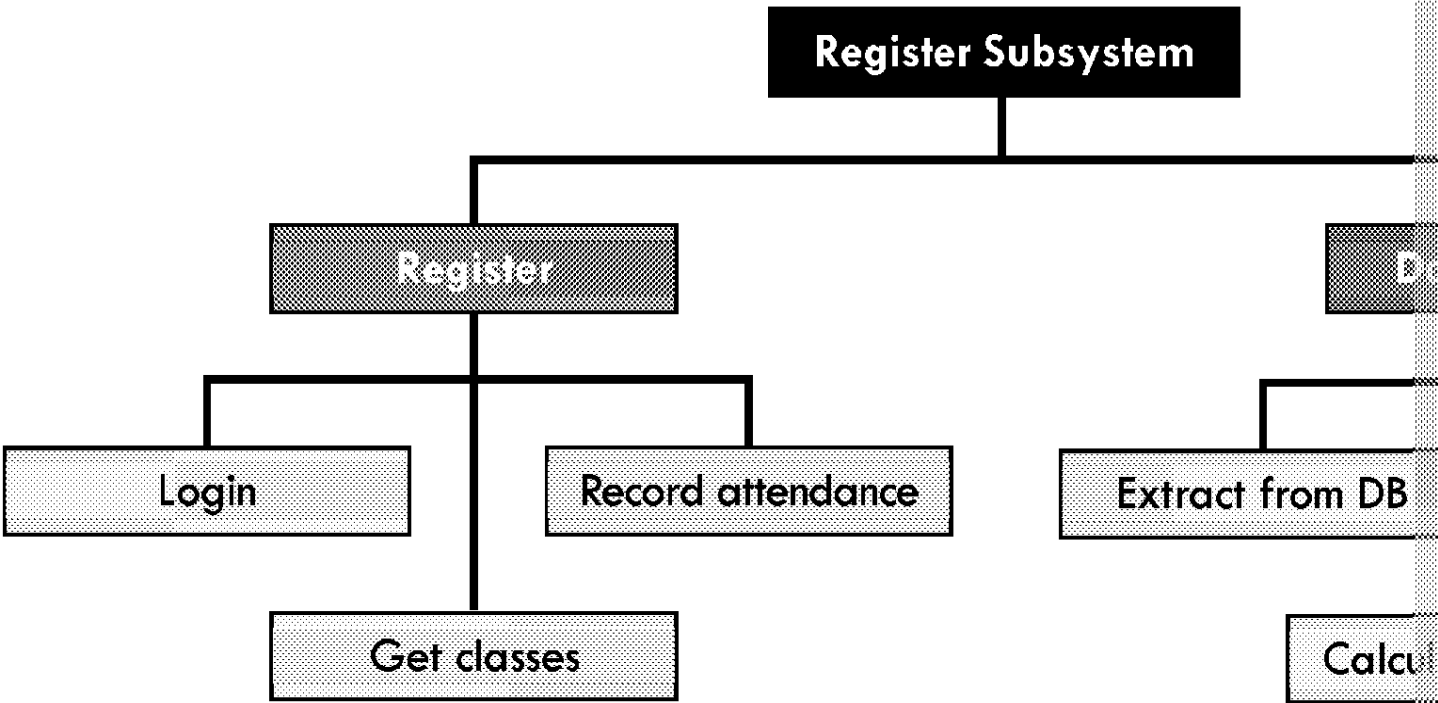 Register Subsystem
Register
Login
Record attendance
Extract from DB
Get classes